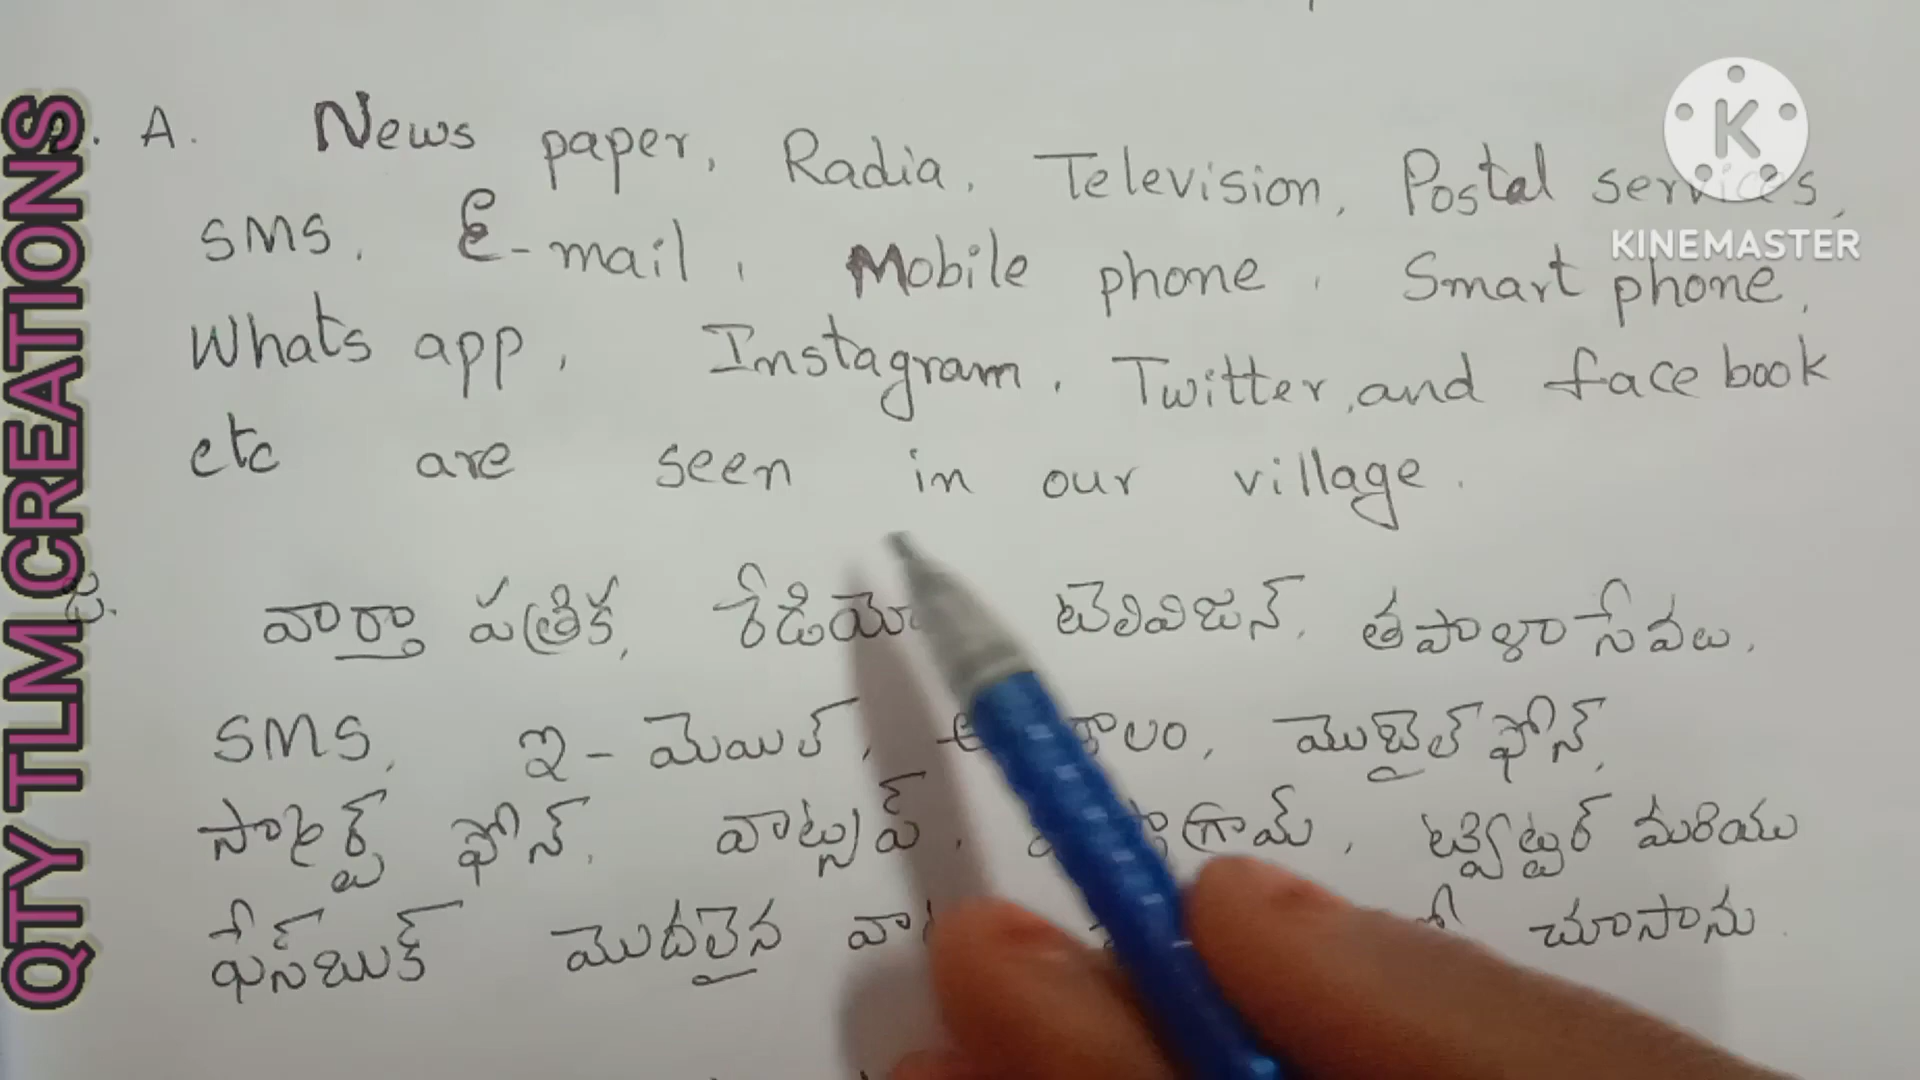 QTY TLM CREATIONS
A. News paper, Radia, Television, Postal services,
KINEMASTER
SMS, E-mail, Mobile phone, Smart phone,
Whats app, Instagram, Twitter, and face book
etc are seen in our village.
జ. వార్తా పత్రిక, రేడియో టెలివిజన్, తపాళా సేవలు,
SMS, ఇ-మెయిల్, మొబైల్ ఫోన్,
స్మార్ట్ ఫోన్, వాట్సప్, ట్విట్టర్ మరియు
ఫేస్‌బుక్ మొదలైన చూసాను.